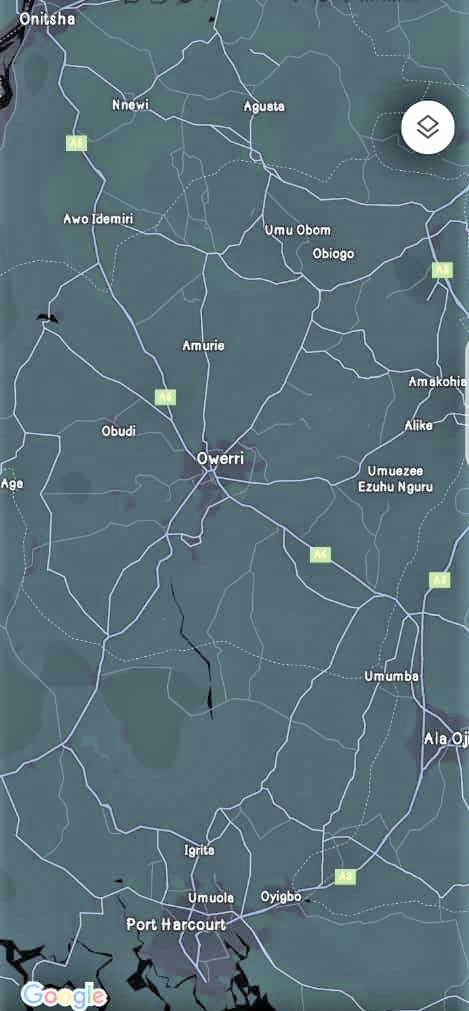 Onitsha
Nnewi
Aguata
A6
Awo Idemiri
Umu Obom
Obiogo
A3
Amurie
Amakohia
A6
Alike
Obudi
Owerri
Umuezee
Ezuhu Nguru
Aga
A6
A3
Umumba
Ala Oj
Igrita
A3
Umuola
Oyigbo
Port Harcourt
Google